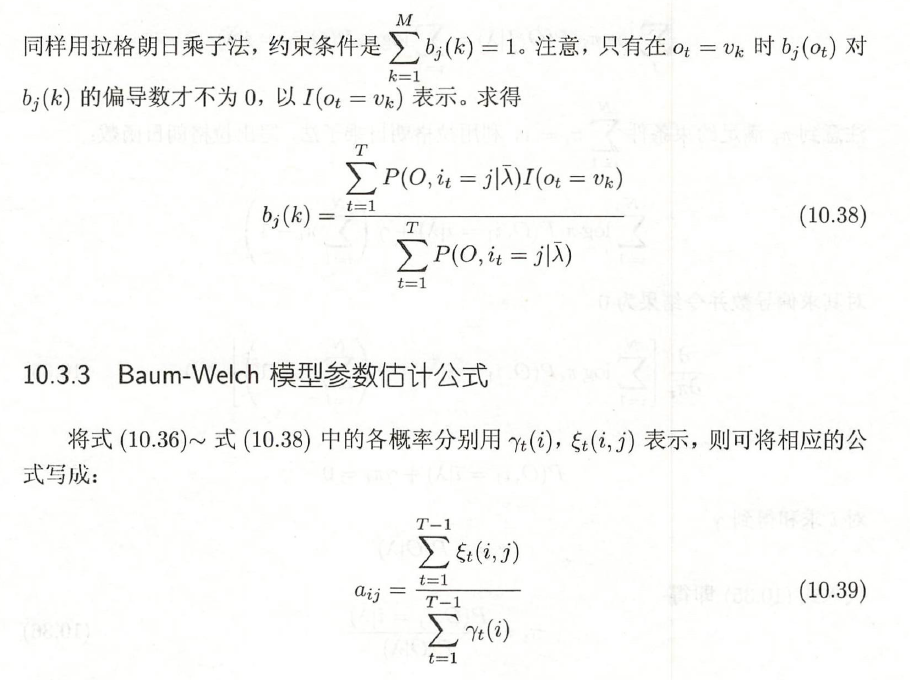 同样用拉格朗日乘子法，约束条件是 $\sum_{k=1}^{M} b_j(k) = 1$。注意，只有在 $o_t = v_k$ 时 $b_j(o_t)$ 对
$b_j(k)$ 的偏导数才不为 0，以 $I(o_t = v_k)$ 表示。求得
$b_j(k) = \frac{\sum_{t=1}^{T} P(O, i_t = j|\bar{\lambda}) I(o_t = v_k)}{\sum_{t=1}^{T} P(O, i_t = j|\bar{\lambda})}$ (10.38)
10.3.3 Baum-Welch 模型参数估计公式
将式 (10.36)~ 式 (10.38) 中的各概率分别用 $\gamma_t(i)$，$\xi_t(i, j)$ 表示，则可将相应的公
式写成：
$a_{ij} = \frac{\sum_{t=1}^{T-1} \xi_t(i, j)}{\sum_{t=1}^{T-1} \gamma_t(i)}$ (10.39)